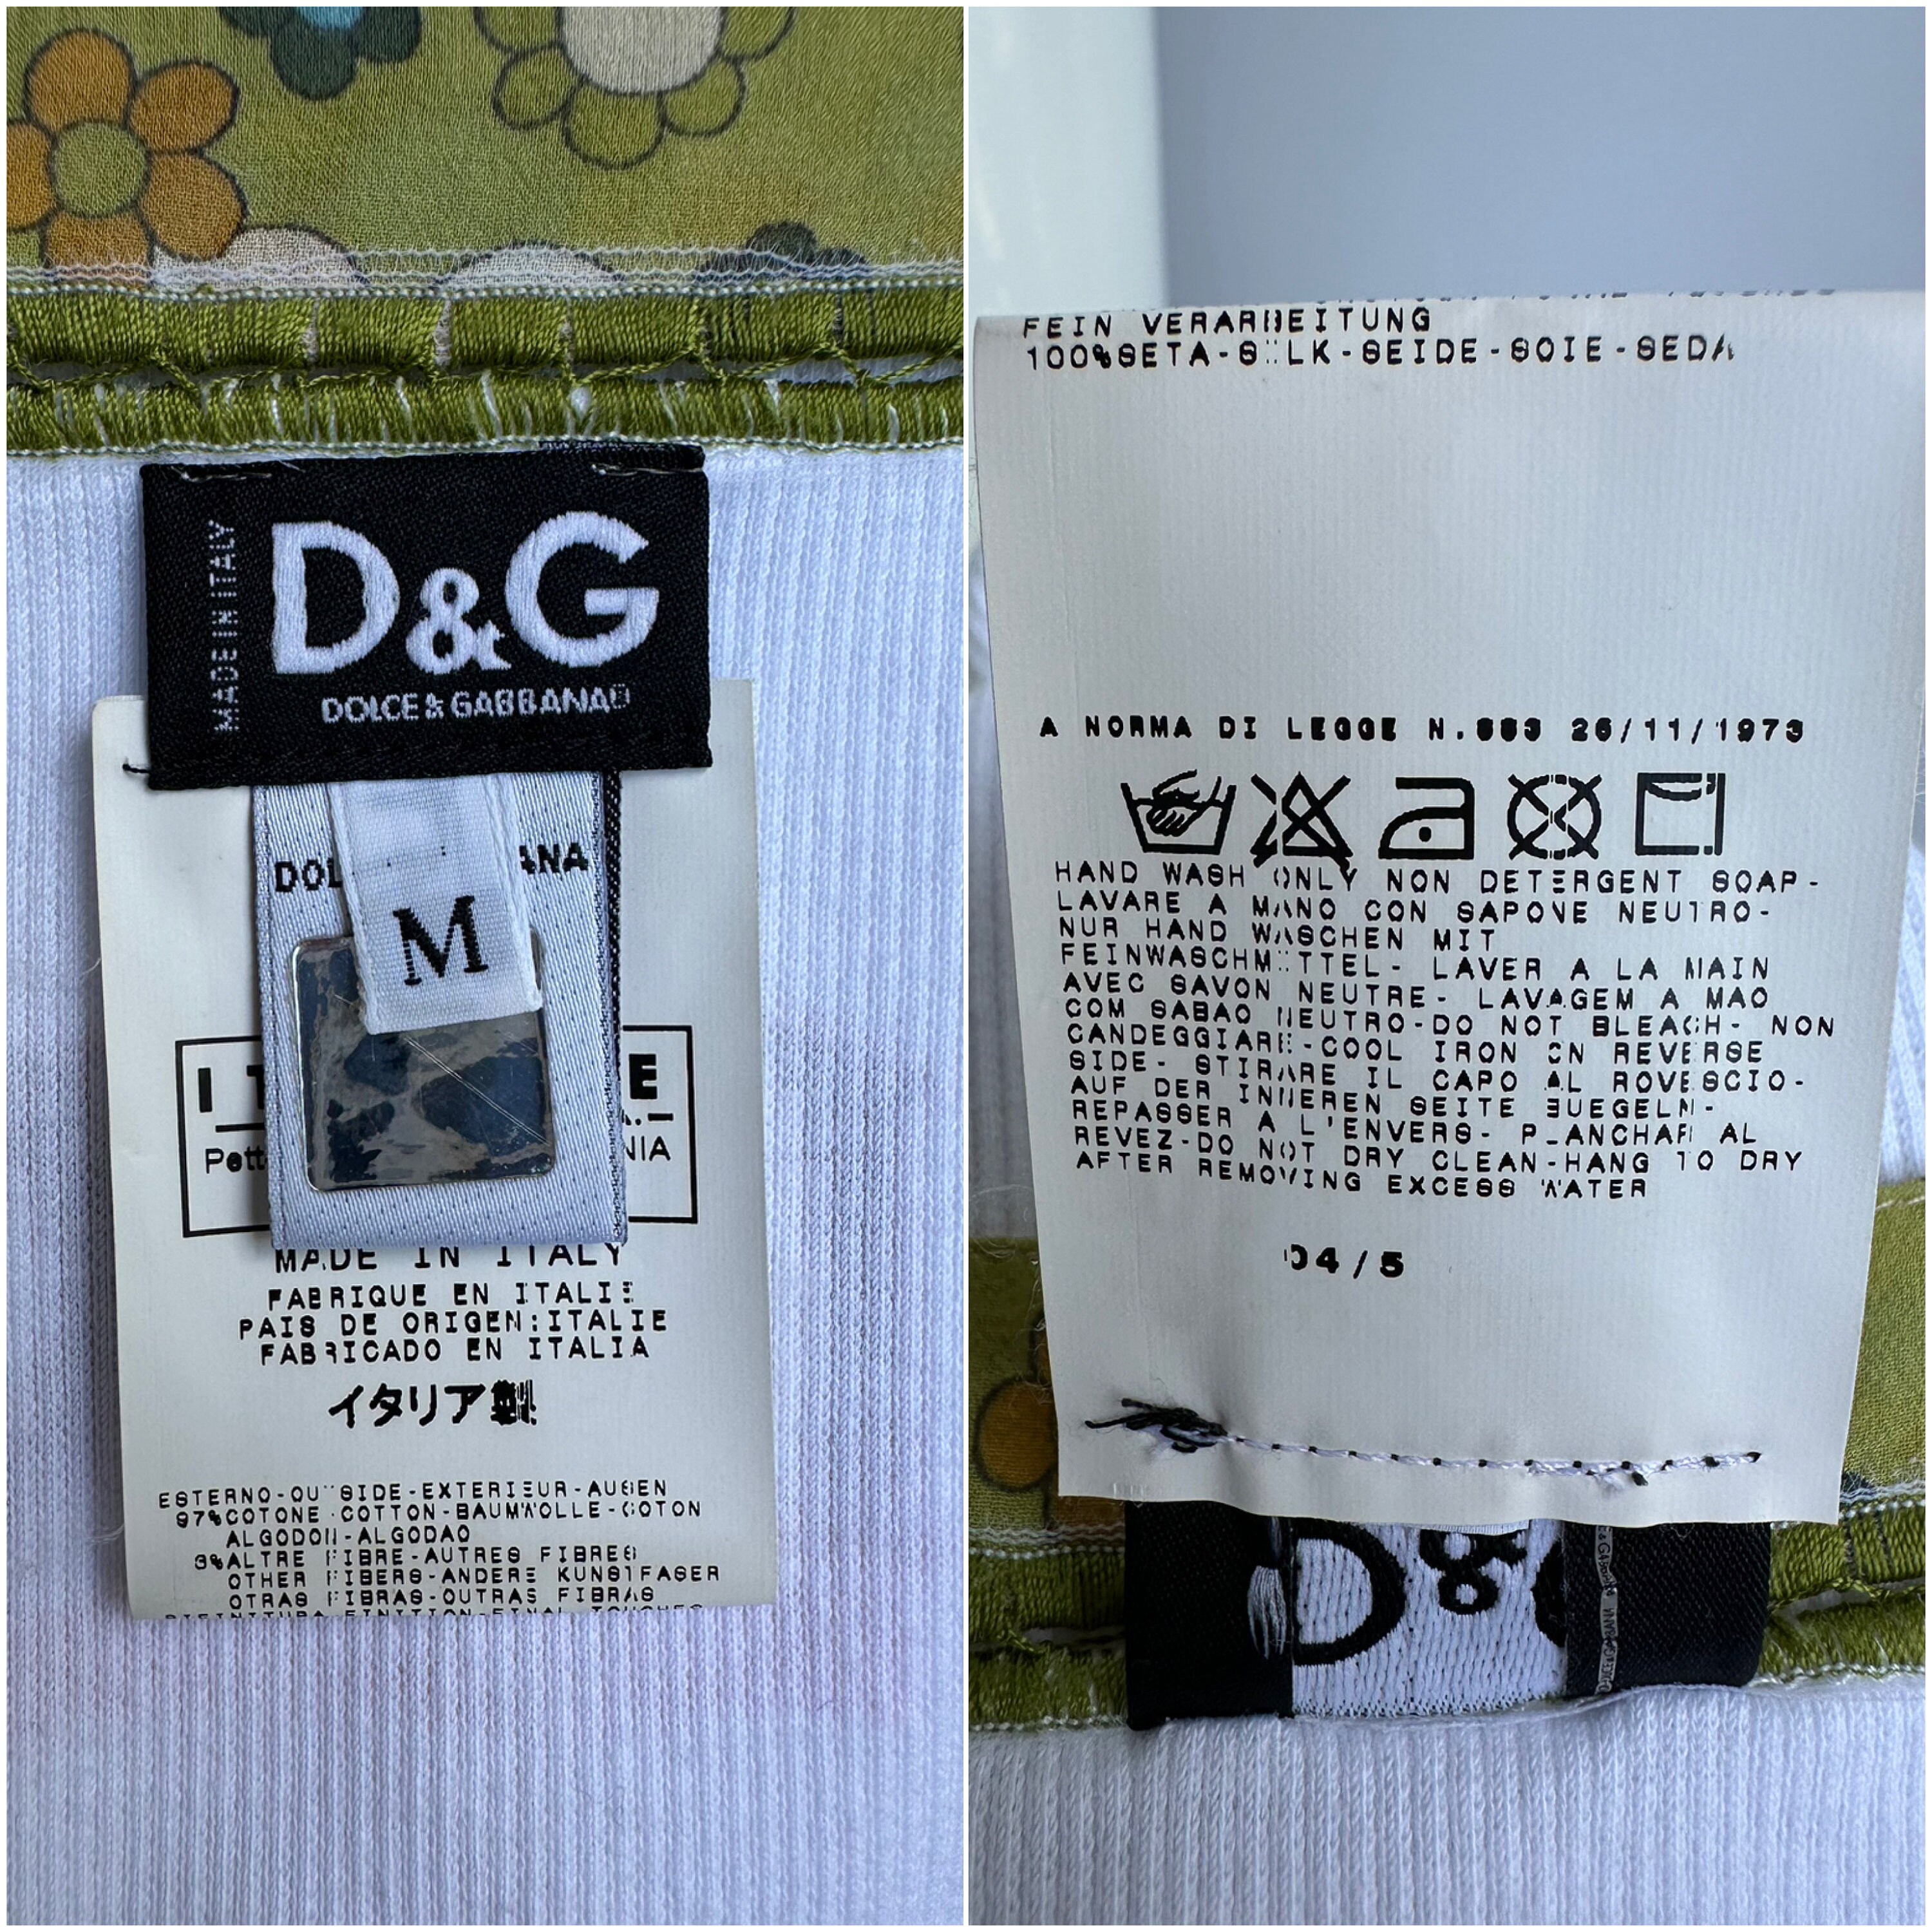 MADE IN ITALY
D&G
DOLCE & GABBANA®
M
MADE IN ITALY
FABRIQUE EN ITALIE
PAIS DE ORIGEN:ITALIE
FABRICADO EN ITALIA
イタリア製
ESTERNO-OUTSIDE-EXTERIEUR-AUSEN
97%COTONE-COTTON-BAUMWOLLE-COTON
ALGODON-ALGODAO
3%ALTRE FIBRE-AUTRES FIBRES
OTHER FIBERS-ANDERE KUNSTFASER
OTRAS FIBRAS-OUTRAS FIBRAS
FEIN VERARBEITUNG
100%SETA-SILK-SEIDE-SOIE-SEDA
A NORMA DI LEGGE N.883 26/11/1973
HAND WASH ONLY NON DETERGENT SOAP-
LAVARE A MANO CON SAPONE NEUTRO-
NUR HAND WASCHEN MIT
FEINWASCHMITTEL- LAVER A LA MAIN
AVEC SAVON NEUTRE- LAVAGEM A MAO
COM SABAO NEUTRO-DO NOT BLEACH- NON
CANDEGGIARE-COOL IRON ON REVERSE
SIDE- STIRARE IL CAPO AL ROVESCIO-
AUF DER INNEREN SEITE BUEGELN-
REPASSER A L'ENVERS- PLANCHAR AL
REVEZ-DO NOT DRY CLEAN-HANG TO DRY
AFTER REMOVING EXCESS WATER
04/5
D&